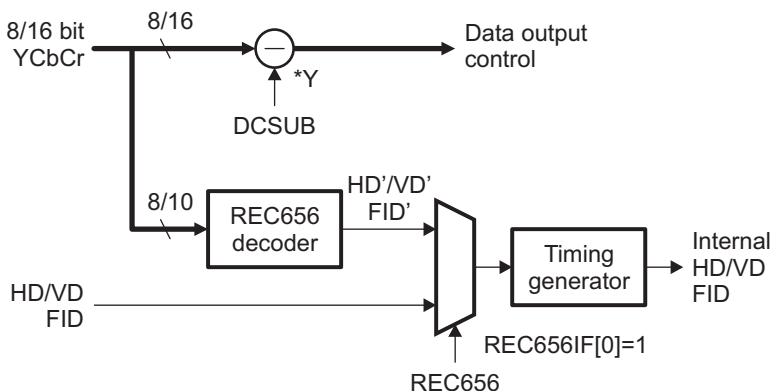 8/16 bit
YCbCr
8/16
Data output
control
*Y
DCSUB
8/10
REC656
decoder
HD’/VD’
FID’
Timing
generator
Internal
HD/VD
FID
HD/VD
FID
REC656IF[0]=1
REC656